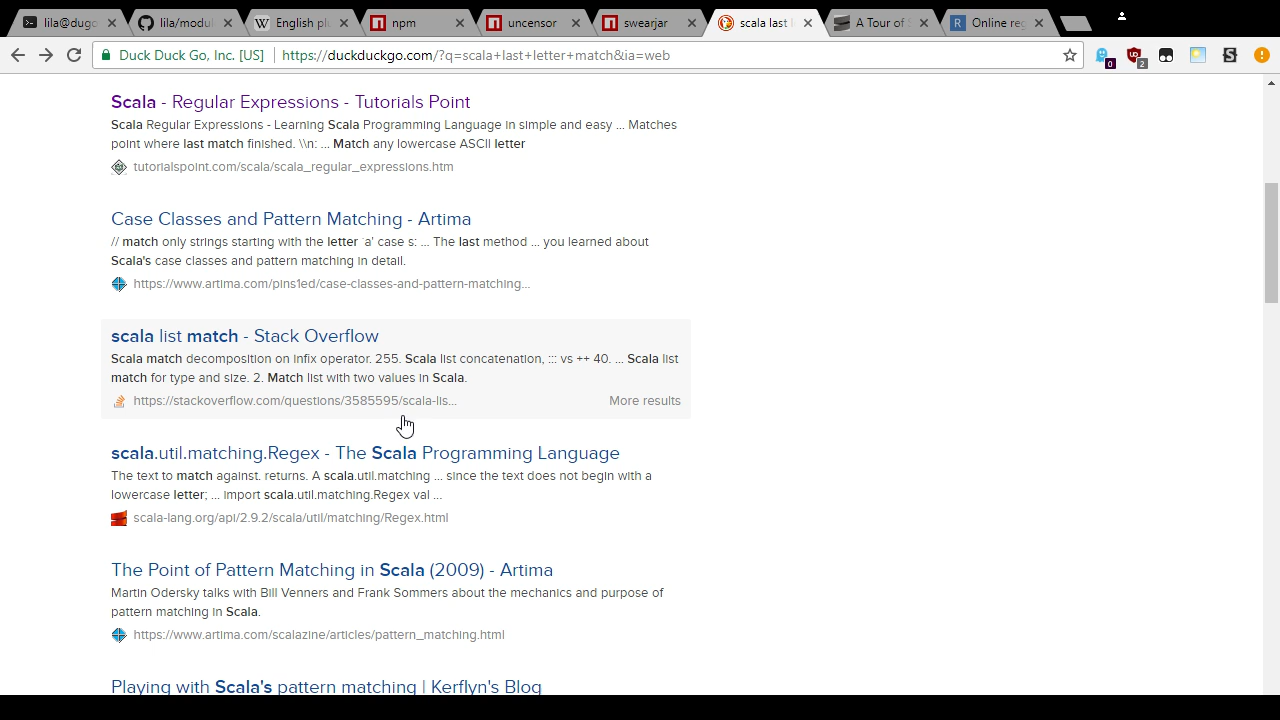 lila@dugo
lila/modul
English pl
npm
uncensor
swearjar
scala last
A Tour of S
Online reg
Duck Duck Go, Inc. [US]
https://duckduckgo.com/?q=scala+last+letter+match&ia=web
0
2
Scala - Regular Expressions - Tutorials Point
Scala Regular Expressions - Learning Scala Programming Language in simple and easy ... Matches
point where last match finished. \\n: ... Match any lowercase ASCII letter
tutorialspoint.com/scala/scala_regular_expressions.htm
Case Classes and Pattern Matching - Artima
// match only strings starting with the letter 'a' case s: ... The last method ... you learned about
Scala's case classes and pattern matching in detail.
https://www.artima.com/pins1ed/case-classes-and-pattern-matching...
scala list match - Stack Overflow
Scala match decomposition on infix operator. 255. Scala list concatenation, ::: vs ++ 40. ... Scala list
match for type and size. 2. Match list with two values in Scala.
https://stackoverflow.com/questions/3585595/scala-lis...
More results
scala.util.matching.Regex - The Scala Programming Language
The text to match against. returns. A scala.util.matching ... since the text does not begin with a
lowercase letter; ... import scala.util.matching.Regex val ...
scala-lang.org/api/2.9.2/scala/util/matching/Regex.html
The Point of Pattern Matching in Scala (2009) - Artima
Martin Odersky talks with Bill Venners and Frank Sommers about the mechanics and purpose of
pattern matching in Scala.
https://www.artima.com/scalazine/articles/pattern_matching.html
Playing with Scala's pattern matching | Kerflyn's Blog